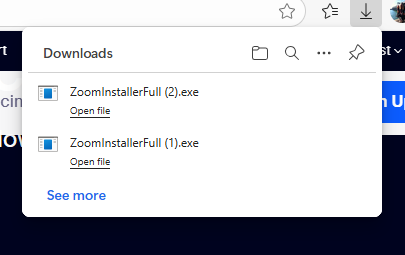 Downloads
ZoomInstallerFull (2).exe
Open file
ZoomInstallerFull (1).exe
Open file
See more